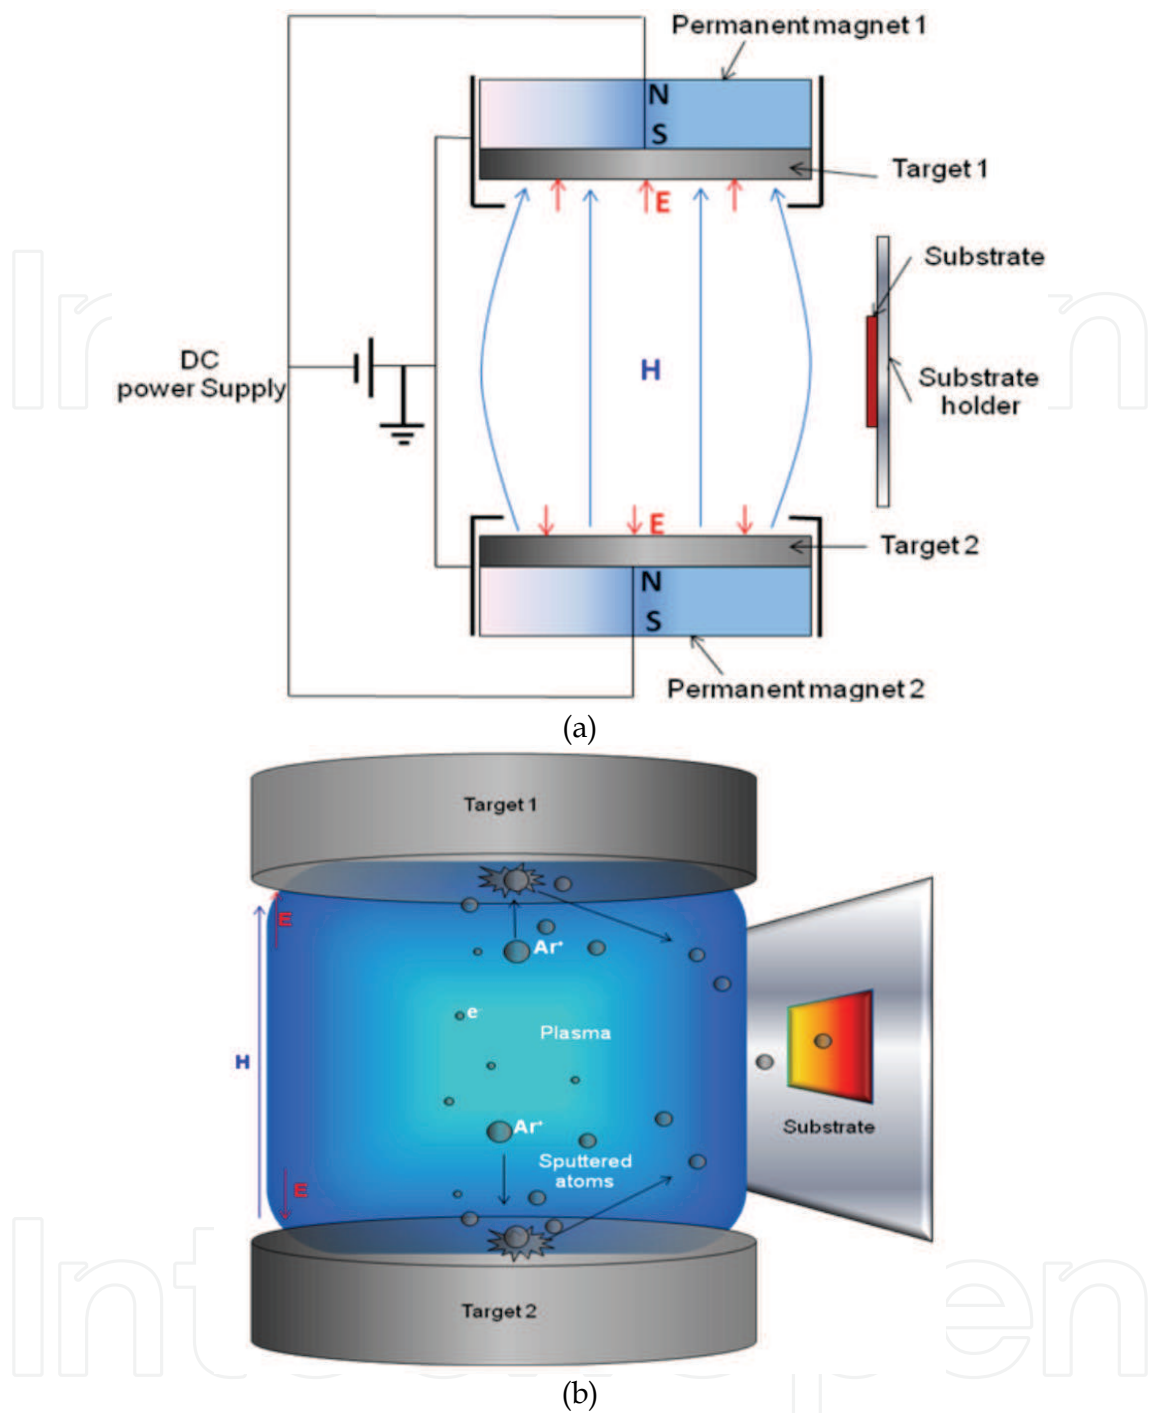 Permanent magnet 1
N
S
Target 1
E
Substrate
DC
power Supply
H
Substrate
holder
E
Target 2
N
S
Permanent magnet 2
(a)
Target 1
E
Ar⁺
e⁻
Plasma
H
Ar⁺
Substrate
Sputtered
atoms
E
Target 2
(b)